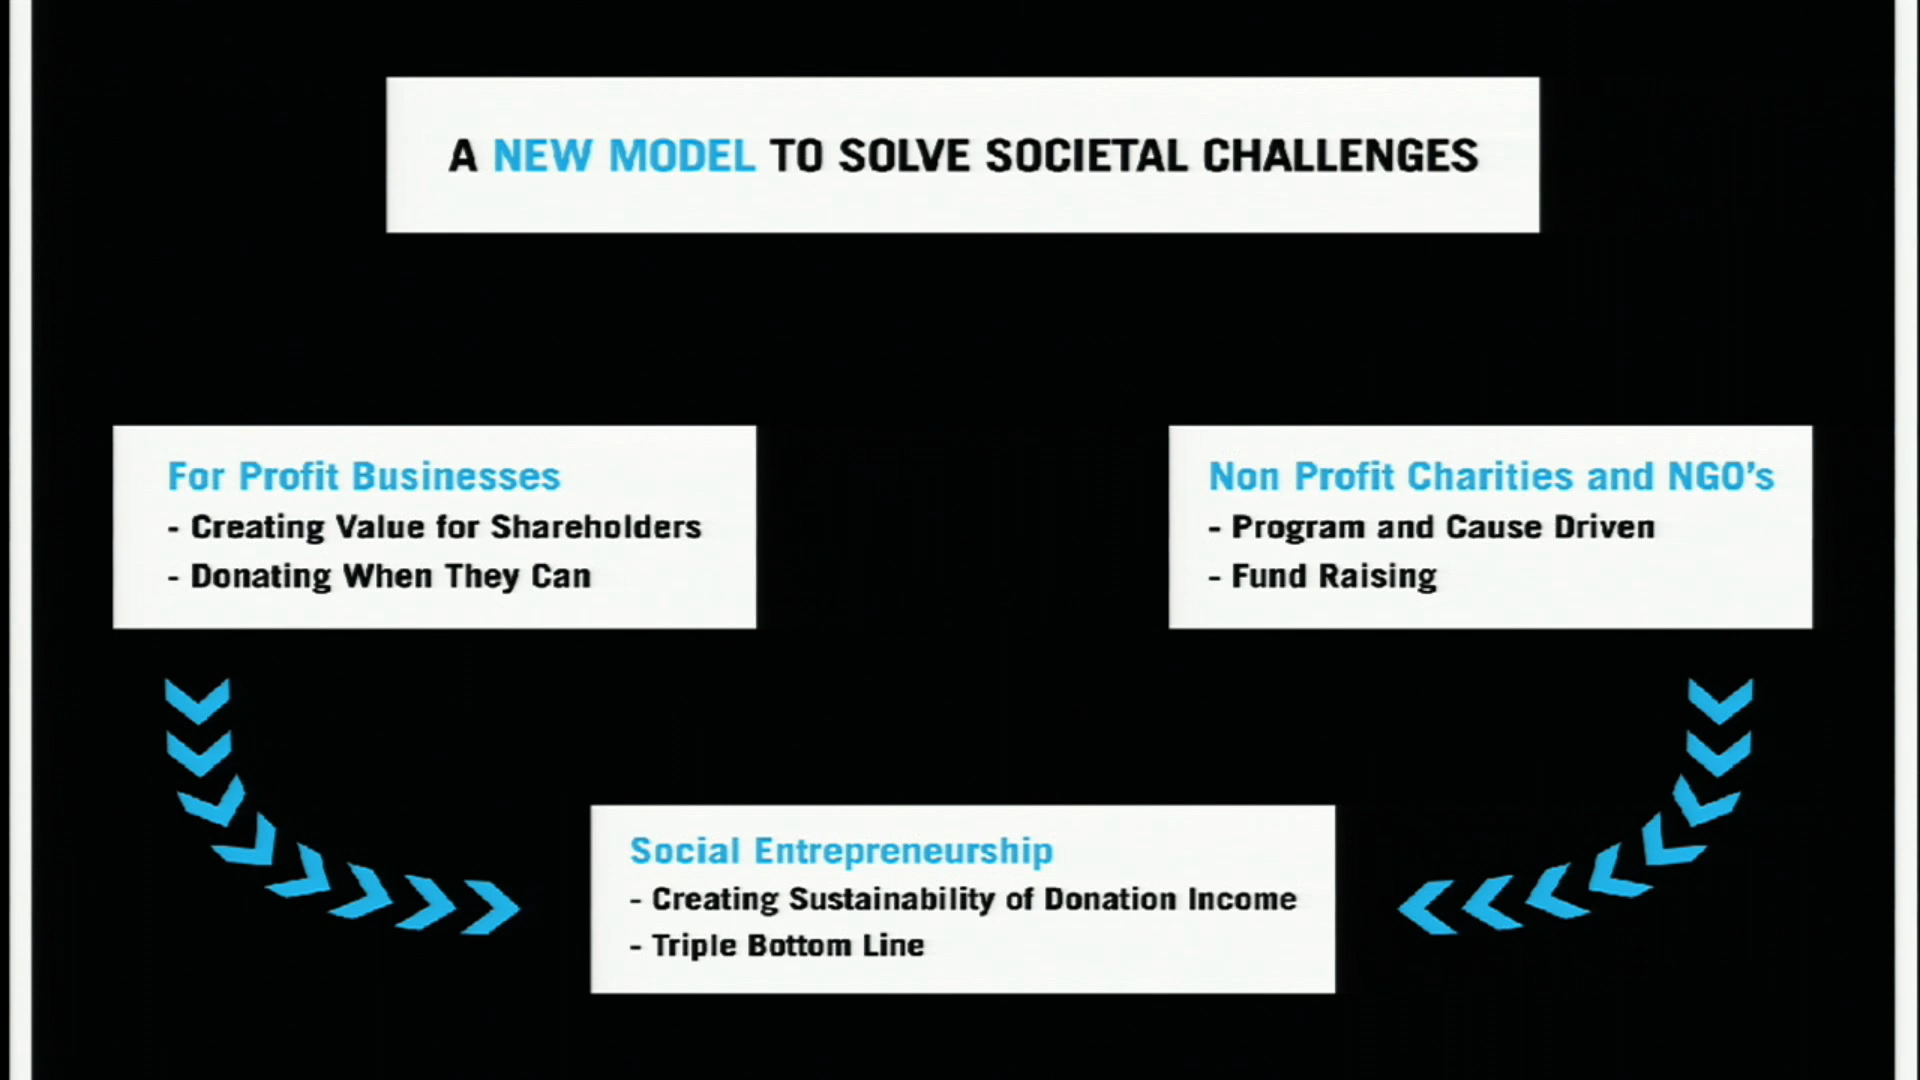 A NEW MODEL TO SOLVE SOCIETAL CHALLENGES
For Profit Businesses
- Creating Value for Shareholders
- Donating When They Can
Non Profit Charities and NGO's
- Program and Cause Driven
- Fund Raising
Social Entrepreneurship
- Creating Sustainability of Donation Income
- Triple Bottom Line